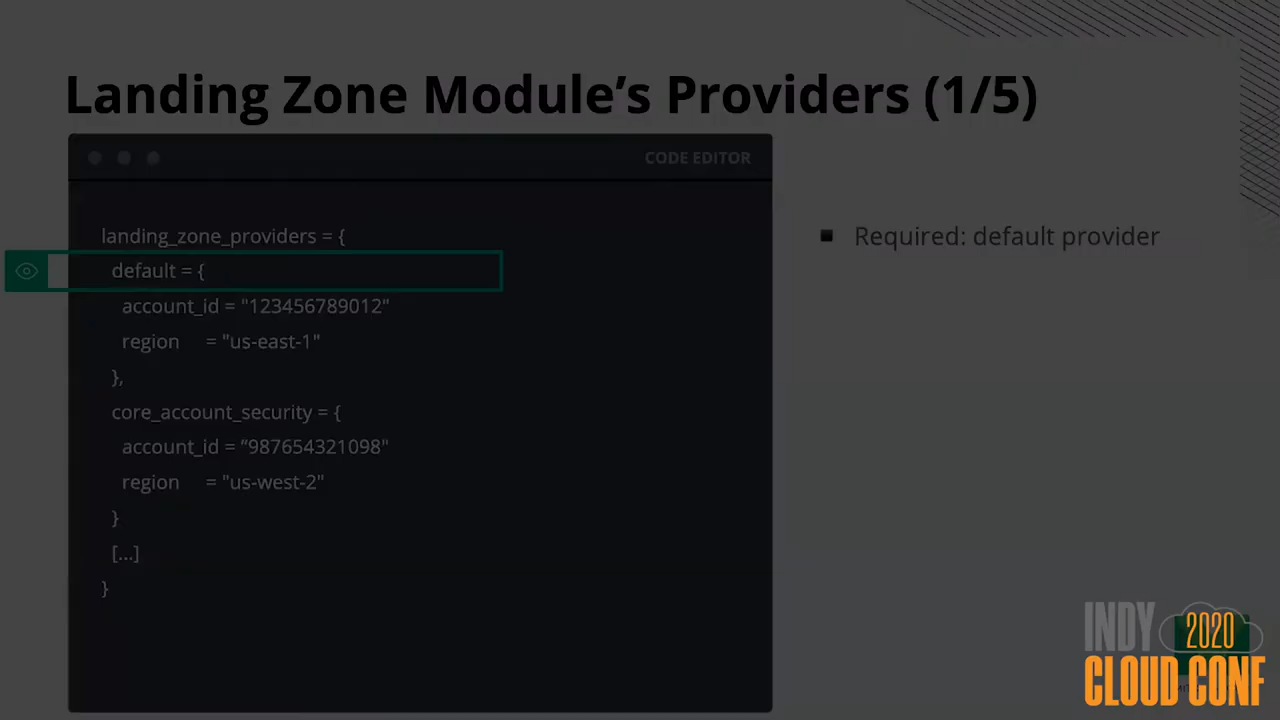 Landing Zone Module’s Providers (1/5)
CODE EDITOR
landing_zone_providers = {
default = {
account_id = "123456789012"
region = "us-east-1"
},
core_account_security = {
account_id = ”987654321098"
region = "us-west-2"
}
[...]
}
Required: default provider
INDY 2020
CLOUD CONF